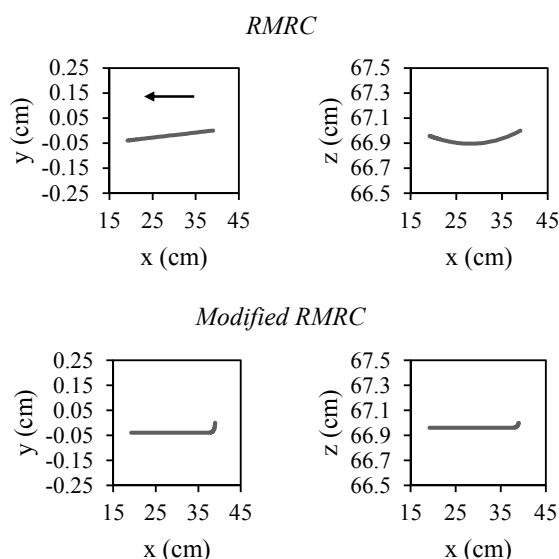 RMRC
0.25
0.15
0.05
-0.05
-0.15
-0.25
y (cm)
15 25 35 45
x (cm)
67.5
67.3
67.1
66.9
66.7
66.5
z (cm)
15 25 35 45
x (cm)
Modified RMRC
0.25
0.15
0.05
-0.05
-0.15
-0.25
y (cm)
15 25 35 45
x (cm)
67.5
67.3
67.1
66.9
66.7
66.5
z (cm)
15 25 35 45
x (cm)